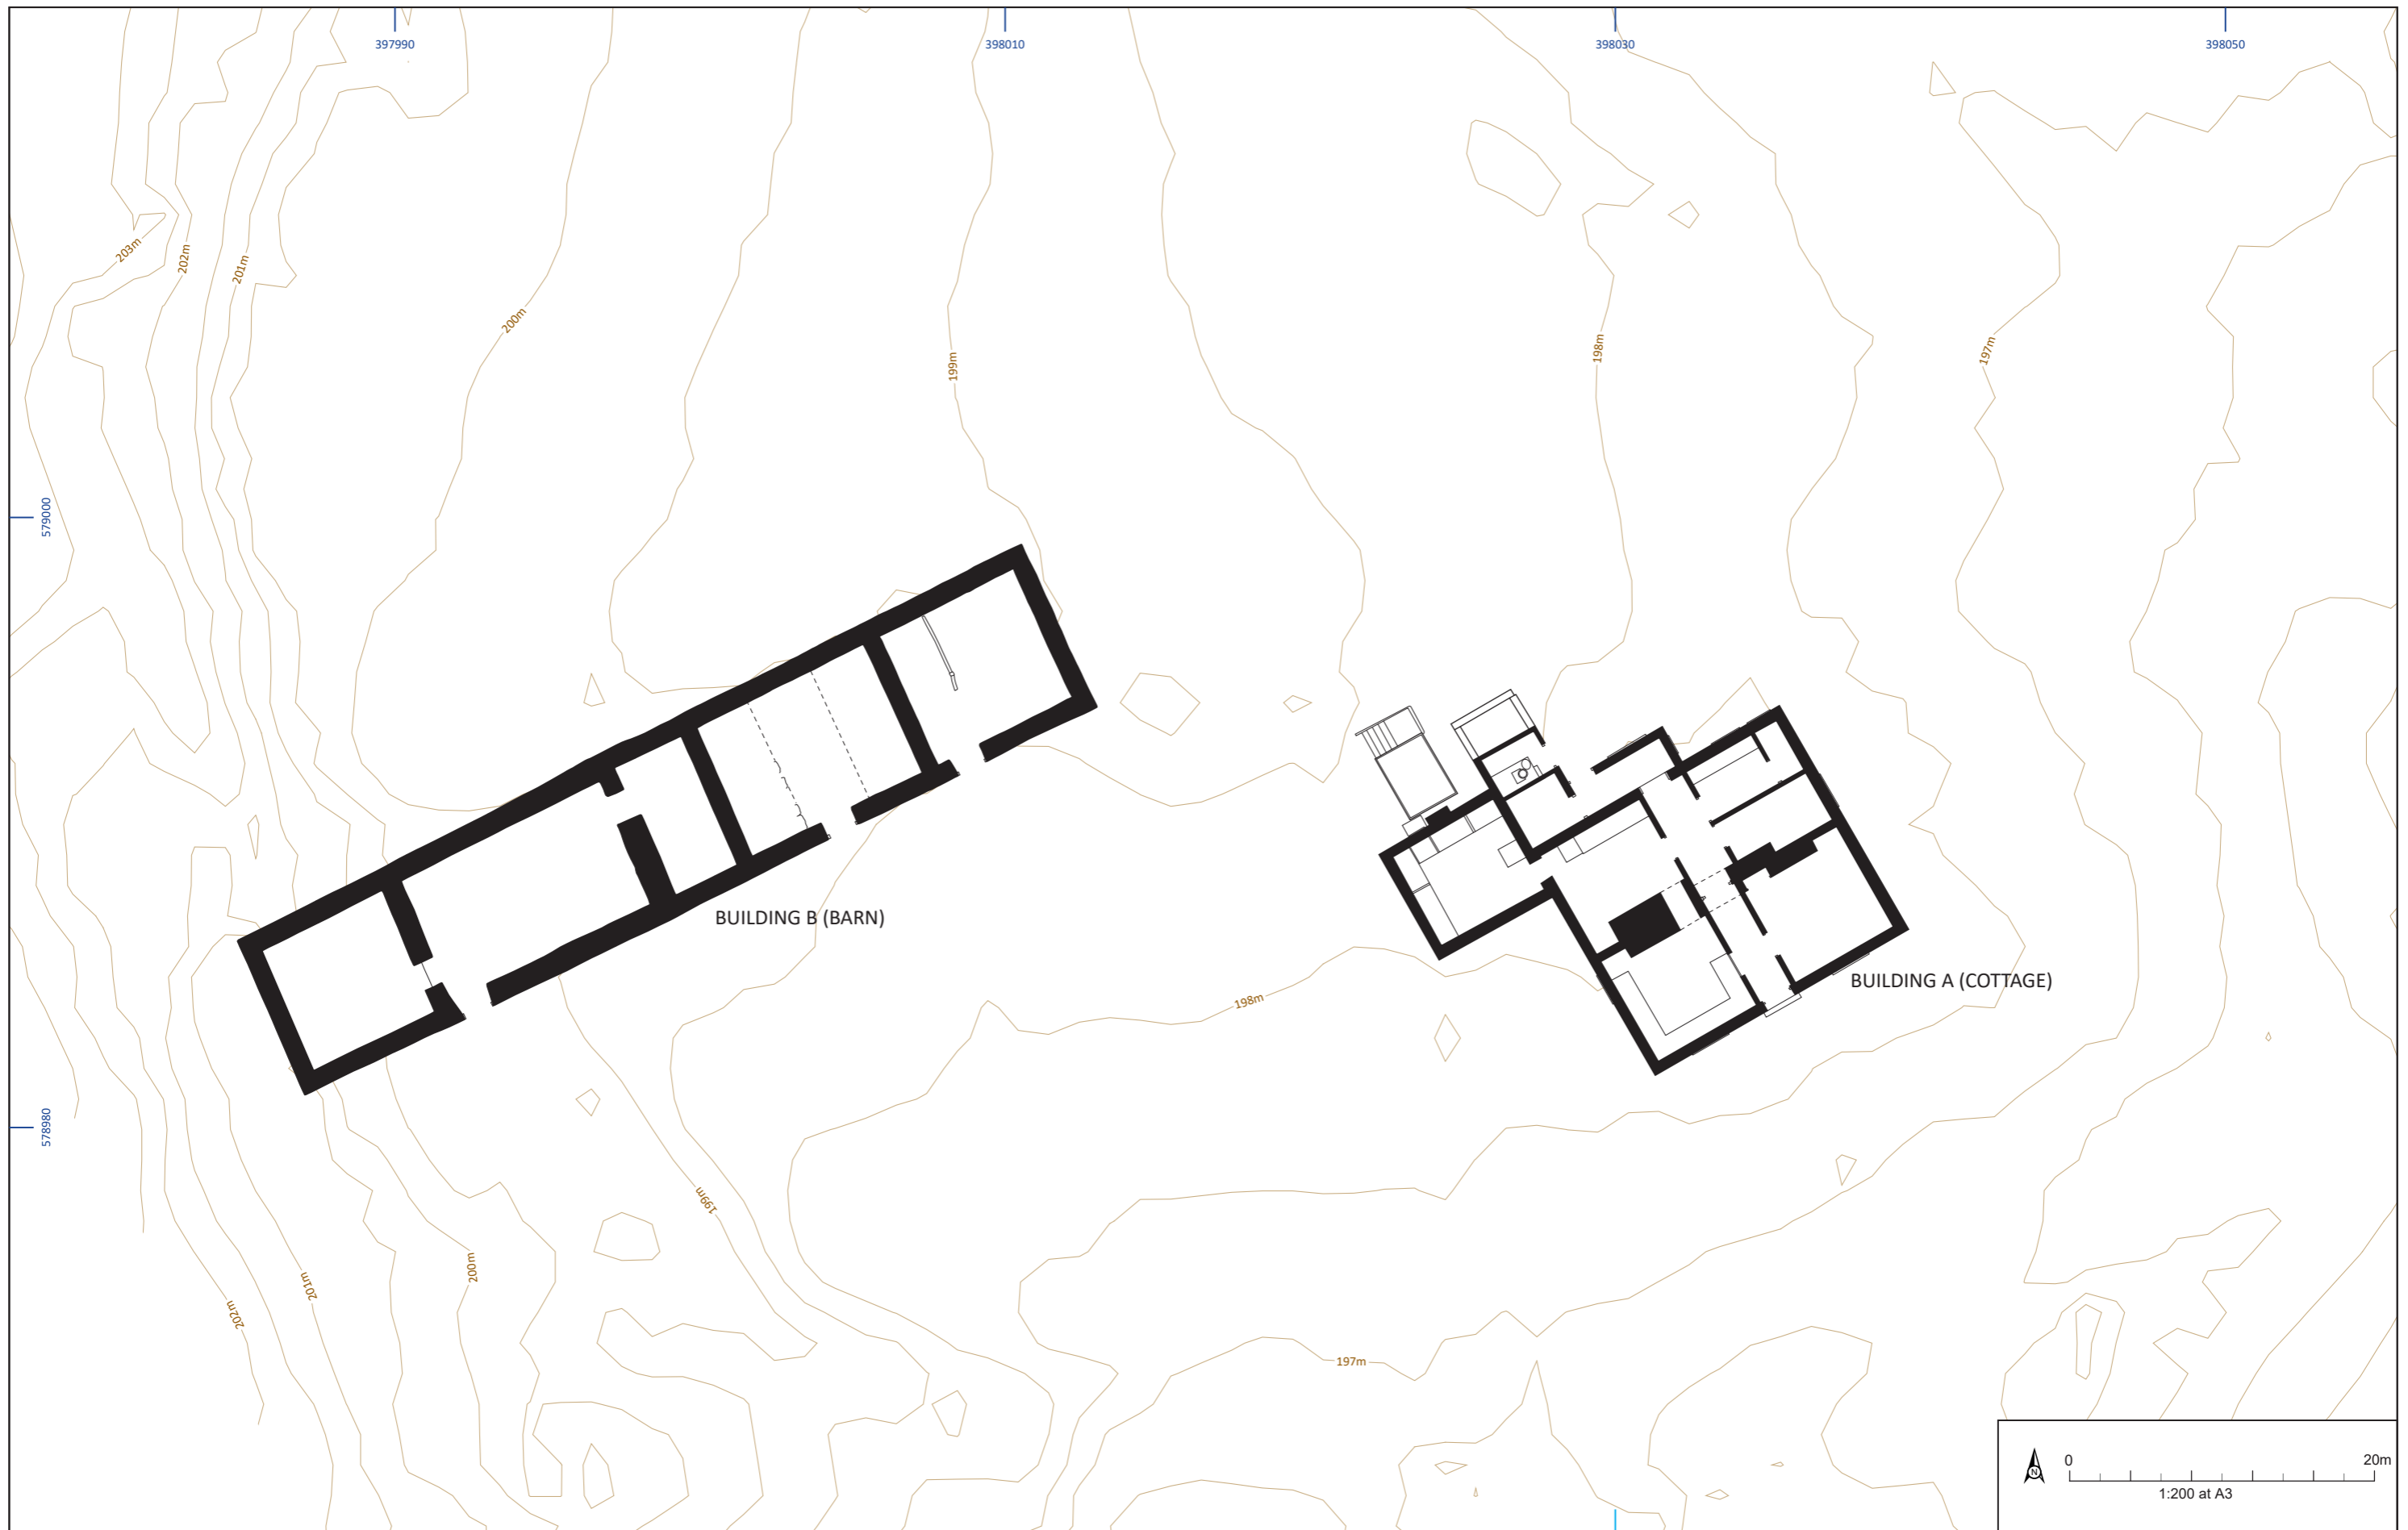 397990
398010
398030
398050
203m
202m
201m
200m
199m
198m
197m
579000
BUILDING B (BARN)
BUILDING A (COTTAGE)
198m
578980
199m
200m
201m
202m
197m
N
0
20m
1:200 at A3